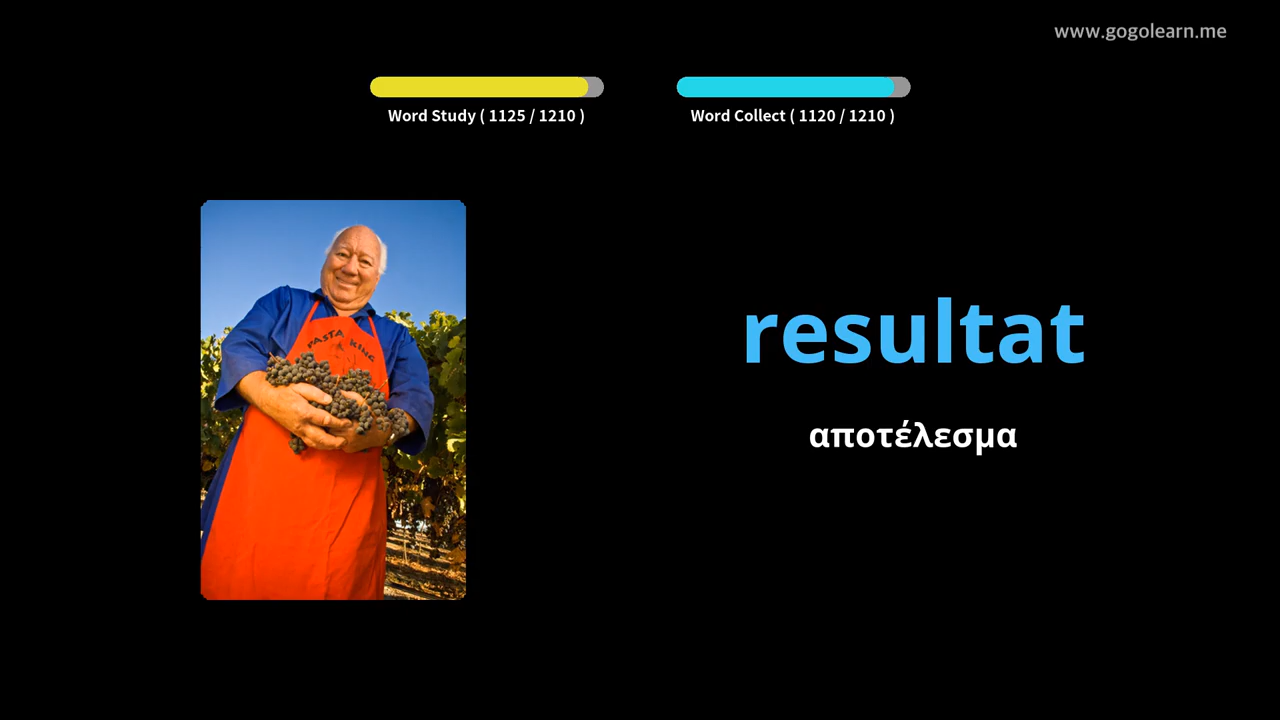 www.gogolearn.me
Word Study ( 1125 / 1210 )
Word Collect ( 1120 / 1210 )
PASTA KING
resultat
αποτέλεσμα